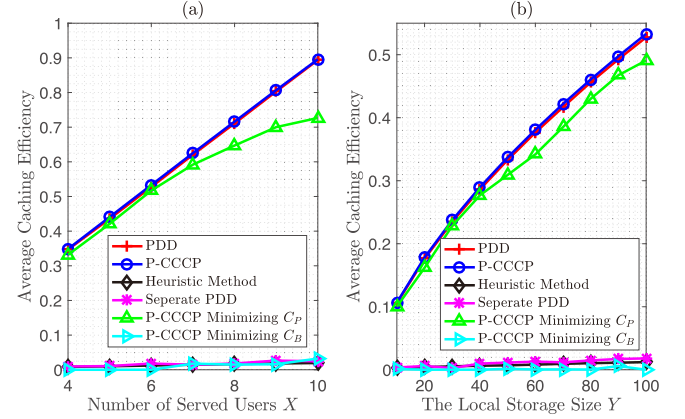 (a)
Average Caching Efficiency
1
0.9
0.8
0.7
0.6
0.5
0.4
0.3
0.2
0.1
0
PDD
P-CCCP
Heuristic Method
Seperate PDD
P-CCCP Minimizing C_P
P-CCCP Minimizing C_B
4 6 8 10
Number of Served Users X
(b)
Average Caching Efficiency
0.5
0.4
0.3
0.2
0.1
0
PDD
P-CCCP
Heuristic Method
Seperate PDD
P-CCCP Minimizing C_P
P-CCCP Minimizing C_B
20 40 60 80 100
The Local Storage Size Y